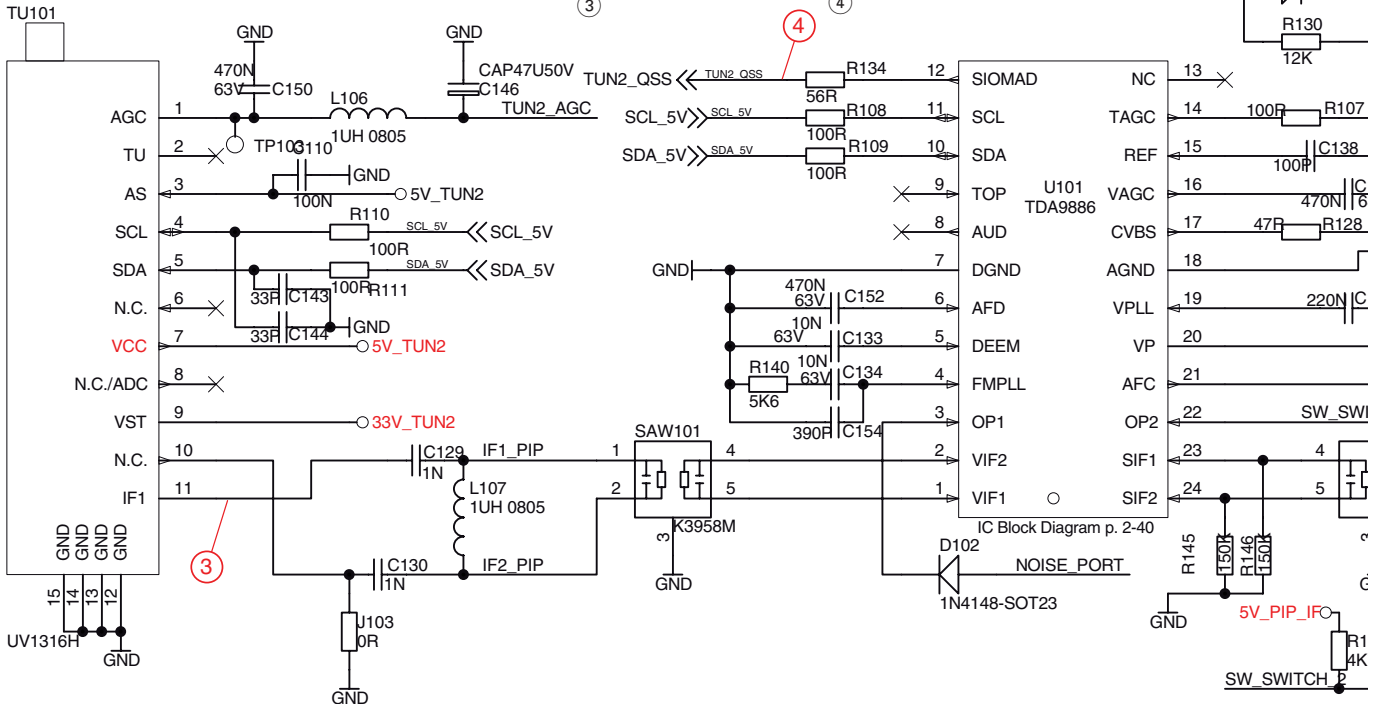 TU101
3
4
R130
12K
GND
GND
4
470N
63V
C150
CAP47U50V
C146
TUN2_QSS
TUN2_QSS
R134
56R
12
SIOMAD
NC
13
L106
TUN2_AGC
AGC
1
1UH 0805
SCL_5V
SCL_5V
R108
100R
11
SCL
TAGC
14
100R
R107
TU
2
TP103
C110
GND
100N
SDA_5V
SDA_5V
R109
100R
10
SDA
REF
15
C138
100P
AS
3
5V_TUN2
9
TOP
U101
TDA9886
VAGC
16
470N
C
6
SCL
4
R110
SCL_5V
SCL_5V
100R
8
AUD
CVBS
17
47R
R128
SDA
5
SDA_5V
SDA_5V
100R
R111
GND
7
DGND
AGND
18
33P
C143
N.C.
6
33P
C144
GND
470N
63V
C152
6
AFD
VPLL
19
220N
C
VCC
7
5V_TUN2
10N
63V
C133
5
DEEM
VP
20
N.C./ADC
8
R140
5K6
10N
63V
C134
4
FMPLL
AFC
21
VST
9
33V_TUN2
390P
C154
3
OP1
OP2
22
SW_SWI
N.C.
10
C129
1N
IF1_PIP
SAW101
1
4
2
VIF2
SIF1
23
4
IF1
11
L107
1UH 0805
2
5
1
VIF1
SIF2
24
5
K3958M
3
GND
IC Block Diagram p. 2-40
3
GND
GND
GND
GND
15
14
13
12
C130
1N
IF2_PIP
D102
NOISE_PORT
1N4148-SOT23
R145
150K
R146
150K
GND
UV1316H
GND
J103
0R
GND
5V_PIP_IF
R1
4K
SW_SWITCH_2